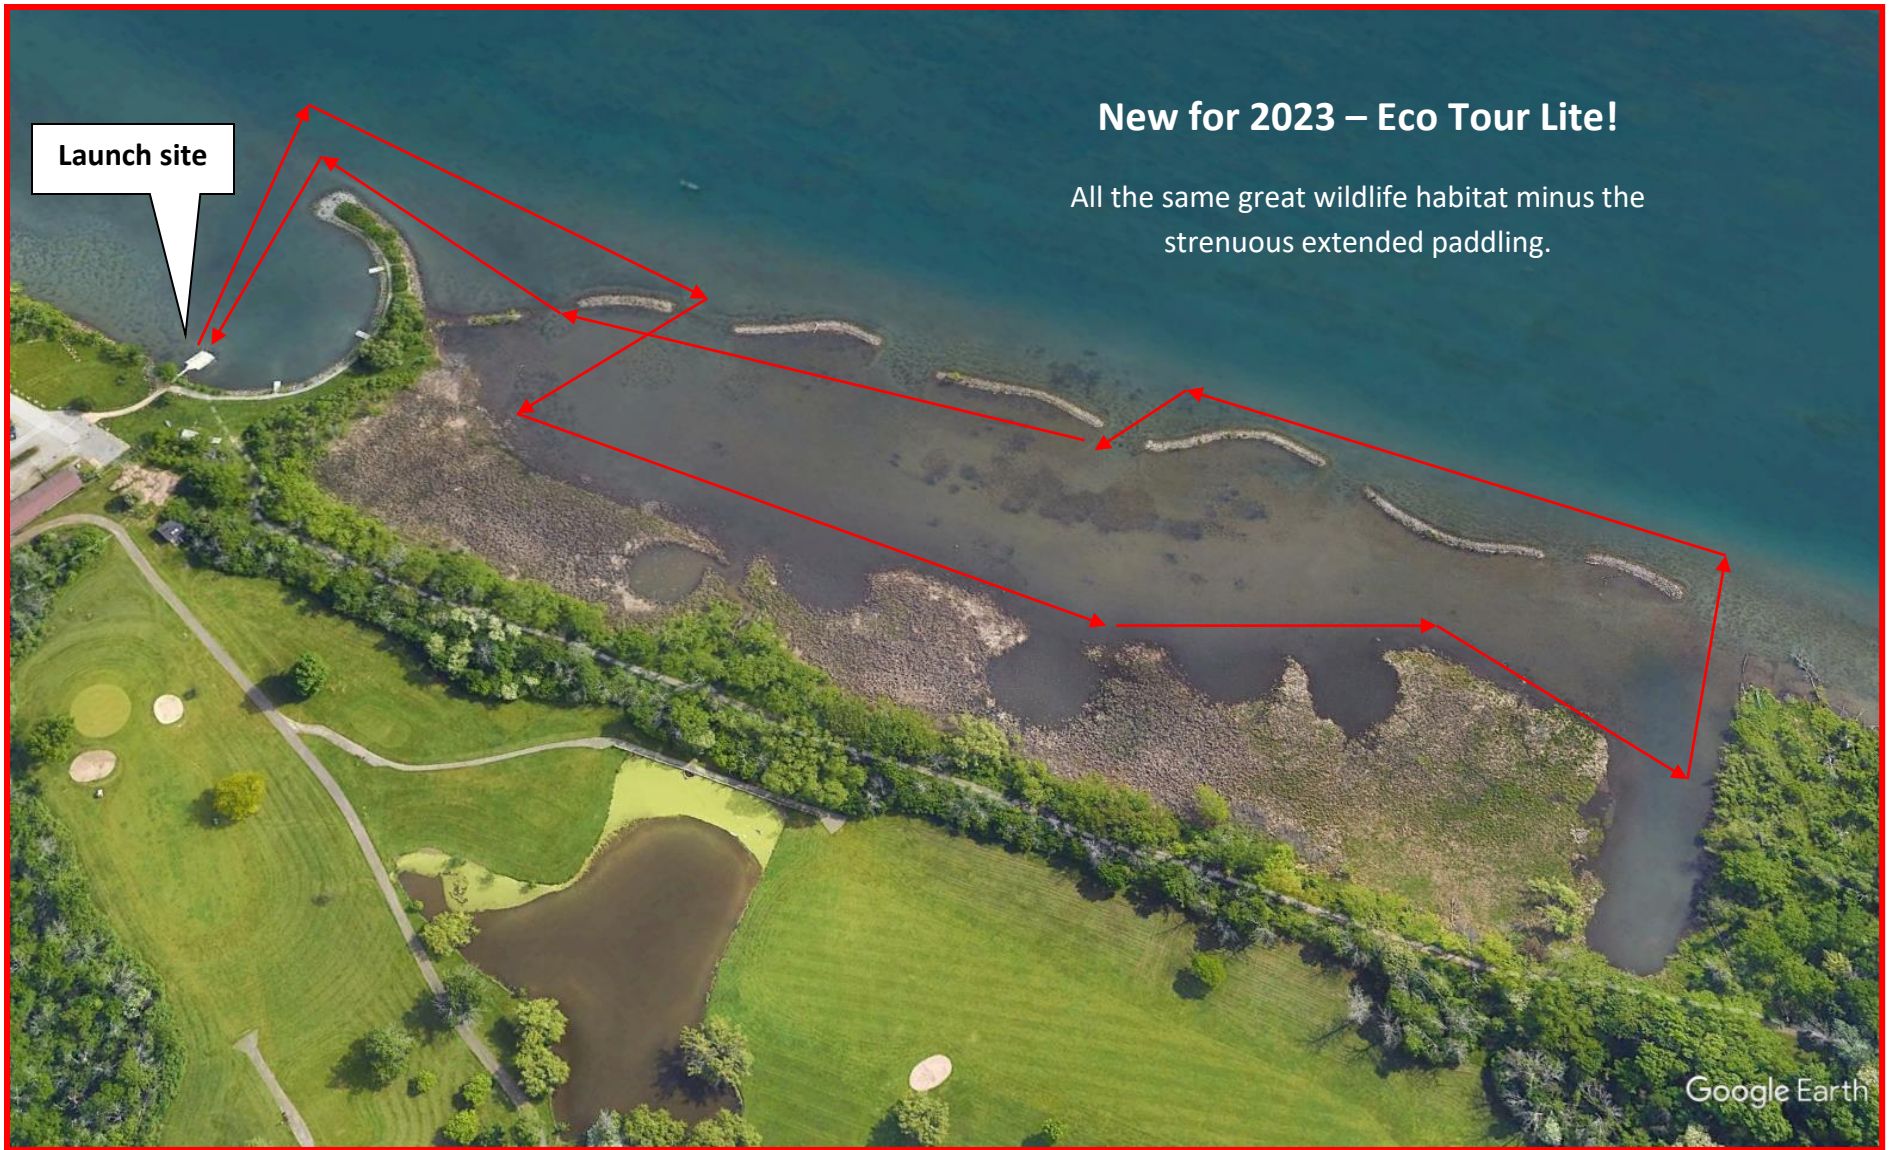 New for 2023 – Eco Tour Lite!
Launch site
All the same great wildlife habitat minus the
strenuous extended paddling.
Google Earth